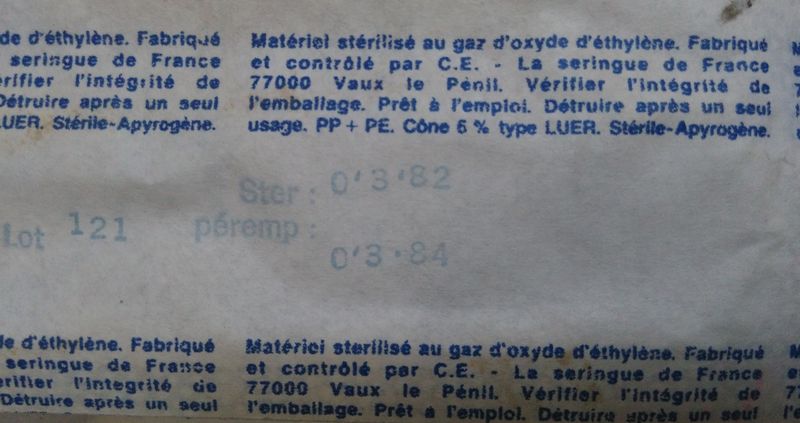 de d'éthylène. Fabriqué
seringue de France
vérifier l'intégrité de
Détruire après un seul
LUER. Stérile-Apyrogène.
Matériel stérilisé au gaz d'oxyde d'éthylène. Fabriqué
et contrôlé par C.E. - La seringue de France
77000 Vaux le Pénil. Vérifier l'intégrité de
l'emballage. Prêt à l'emploi. Détruire après un seul
usage. PP + PE. Cône 6 % type LUER. Stérile-Apyrogène.
Ster : 0'3'82
Lot 121 péremp :
0'3'84
de d'éthylène. Fabriqué
seringue de France
vérifier l'intégrité de
Détruire après un seul
Matériel stérilisé au gaz d'oxyde d'éthylène. Fabriqué
et contrôlé par C.E. - La seringue de France
77000 Vaux le Pénil. Vérifier l'intégrité de
l'emballage. Prêt à l'emploi. Détruire après un seul